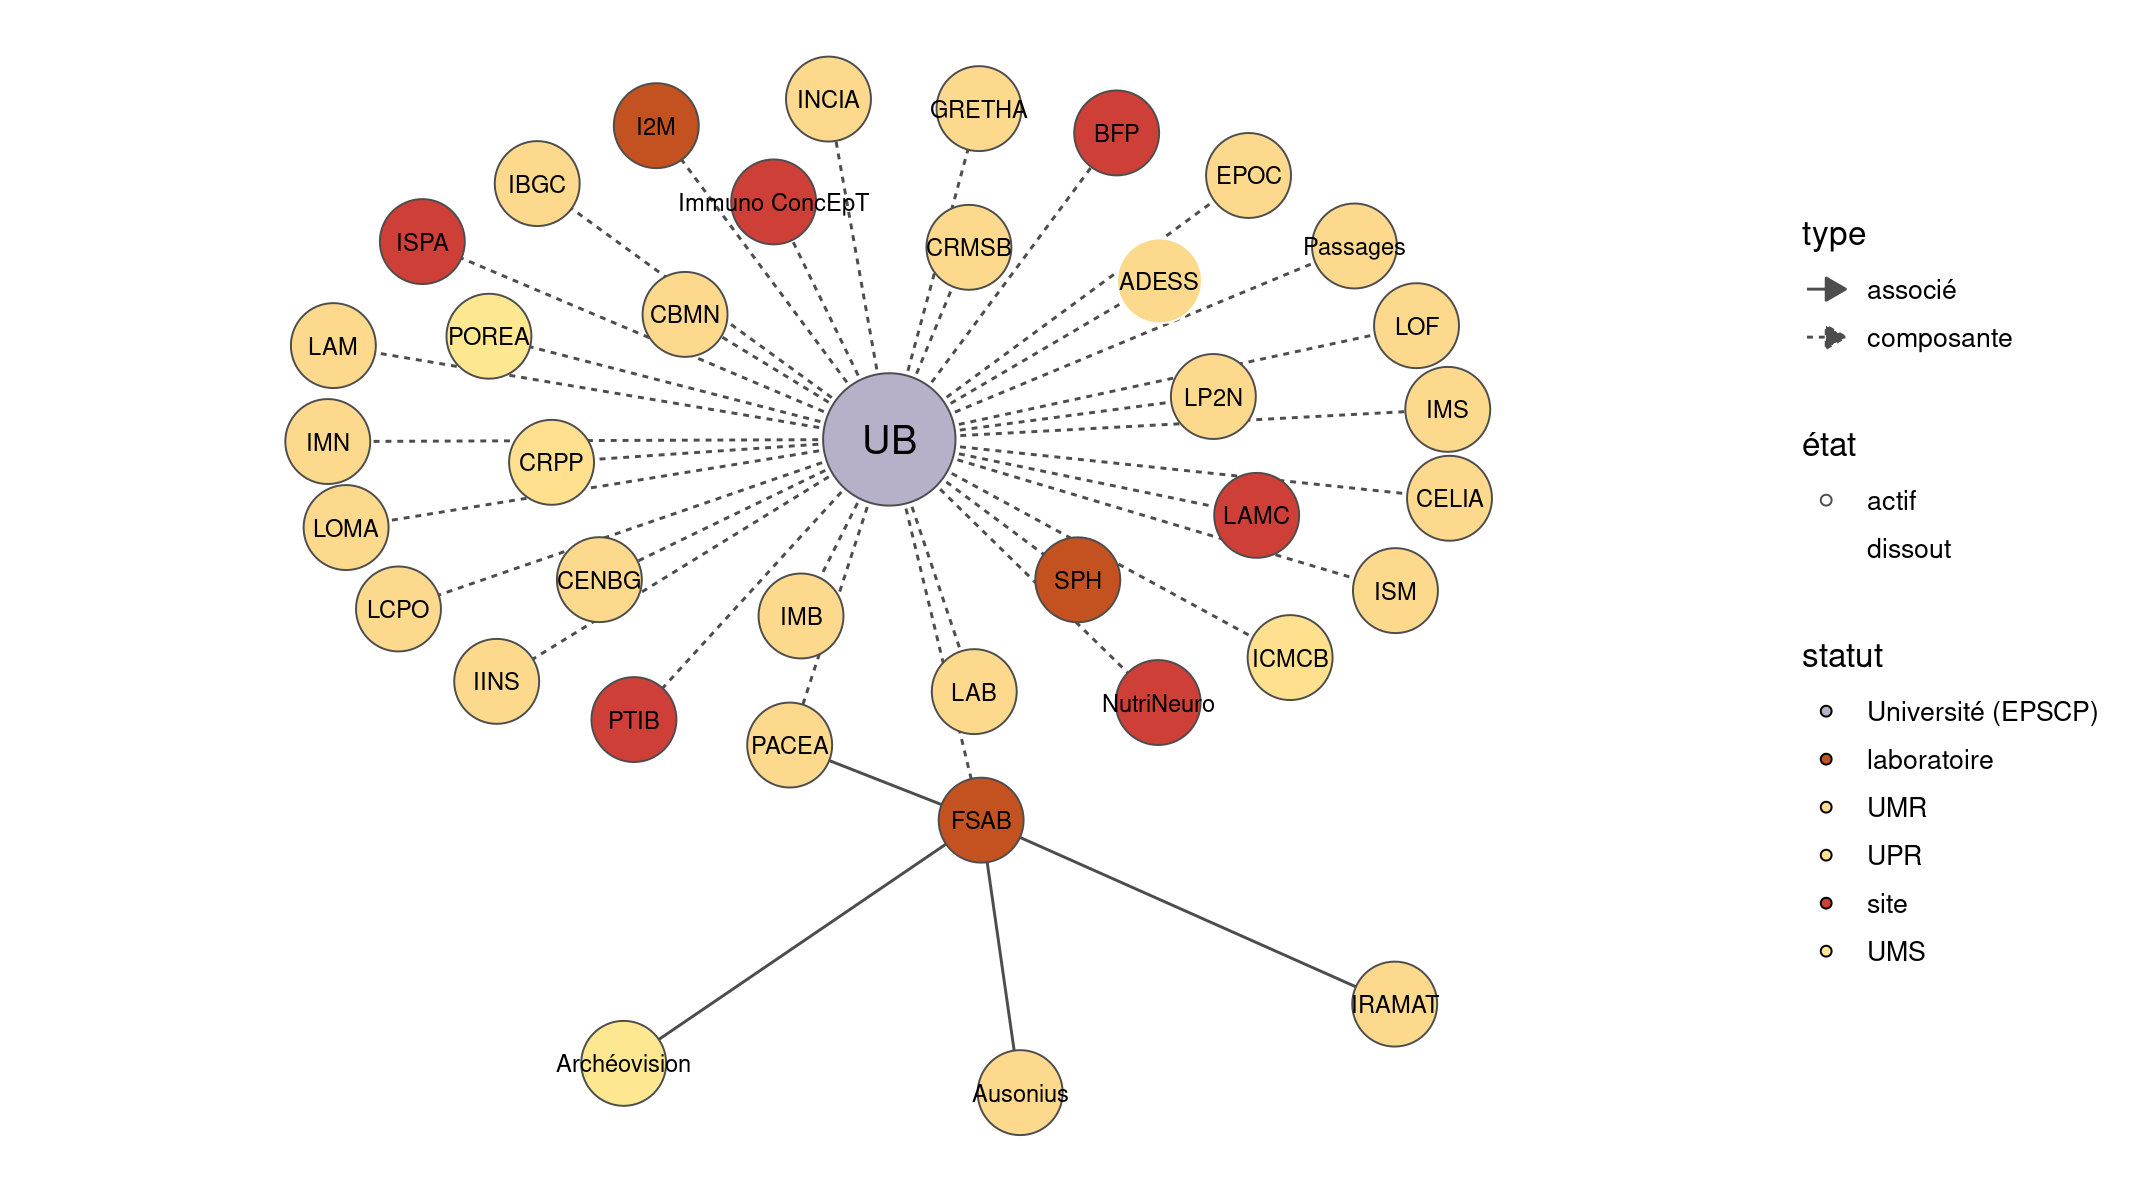 INCIA
GRETHA
I2M
BFP
EPOC
IBGC
Immuno ConcEpT
ISPA
CRMSB
Passages
ADESS
CBMN
LOF
POREA
LAM
LP2N
IMS
UB
IMN
CRPP
CELIA
LAMC
LOMA
CENBG
SPH
ISM
LCPO
IMB
ICMCB
IINS
LAB
NutriNeuro
PTIB
PACEA
FSAB
IRAMAT
Archéovision
Ausonius
type
associé
composante
état
actif
dissout
statut
Université (EPSCP)
laboratoire
UMR
UPR
site
UMS